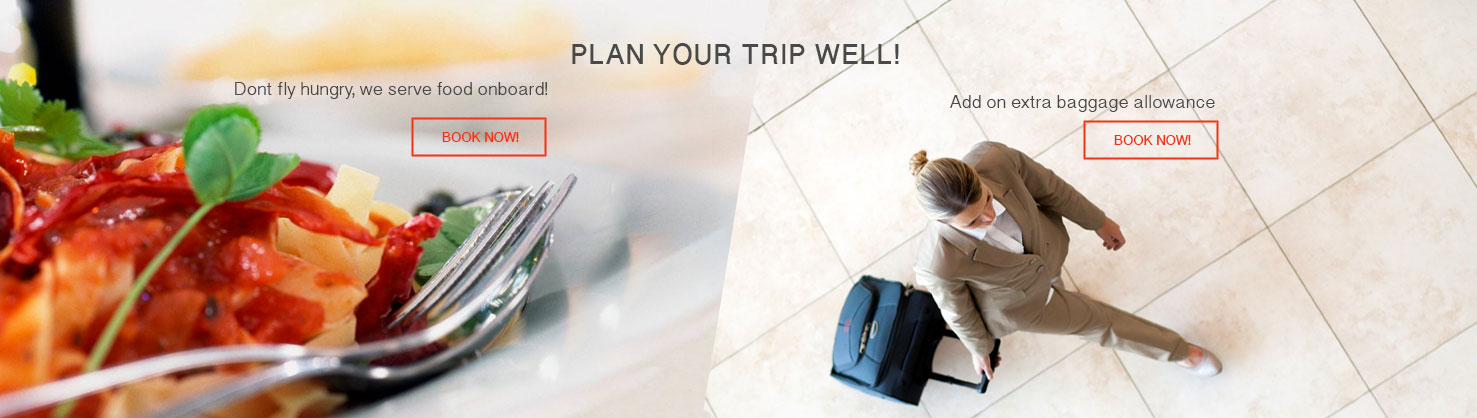 PLAN YOUR TRIP WELL!
Dont fly hungry, we serve food onboard!
BOOK NOW!
Add on extra baggage allowance
BOOK NOW!